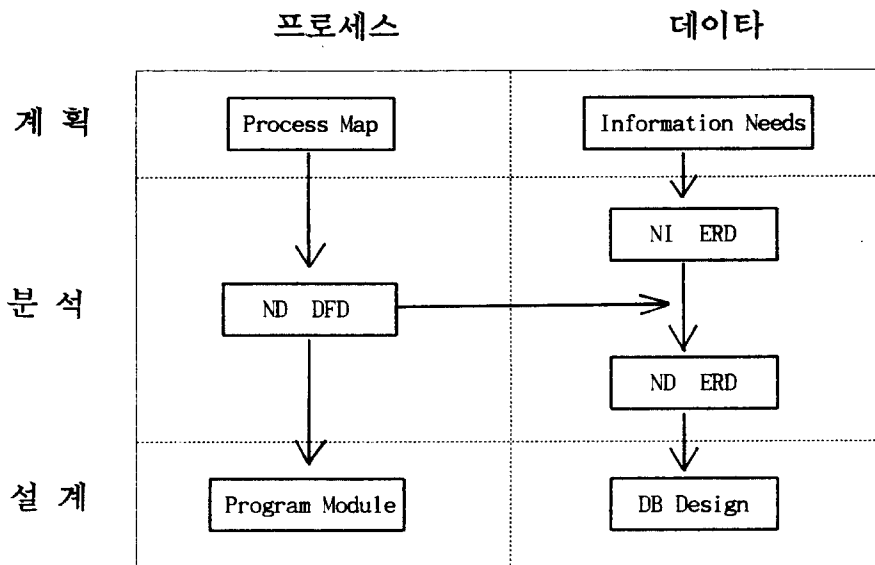 프로세스 데이타
계 획
Process Map Information Needs
NI ERD
분 석
ND DFD
ND ERD
설 계
Program Module DB Design